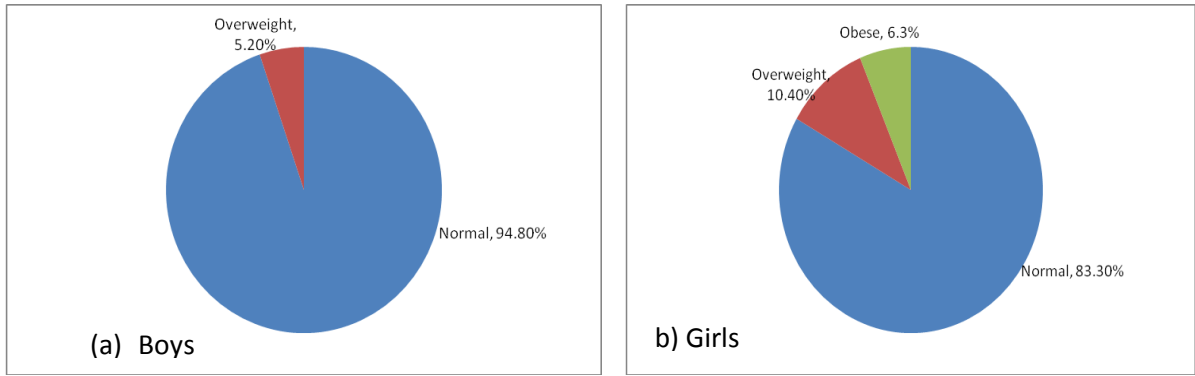 Overweight,
5.20%
Normal, 94.80%
(a) Boys
Obese, 6.3%
Overweight,
10.40%
Normal, 83.30%
b) Girls